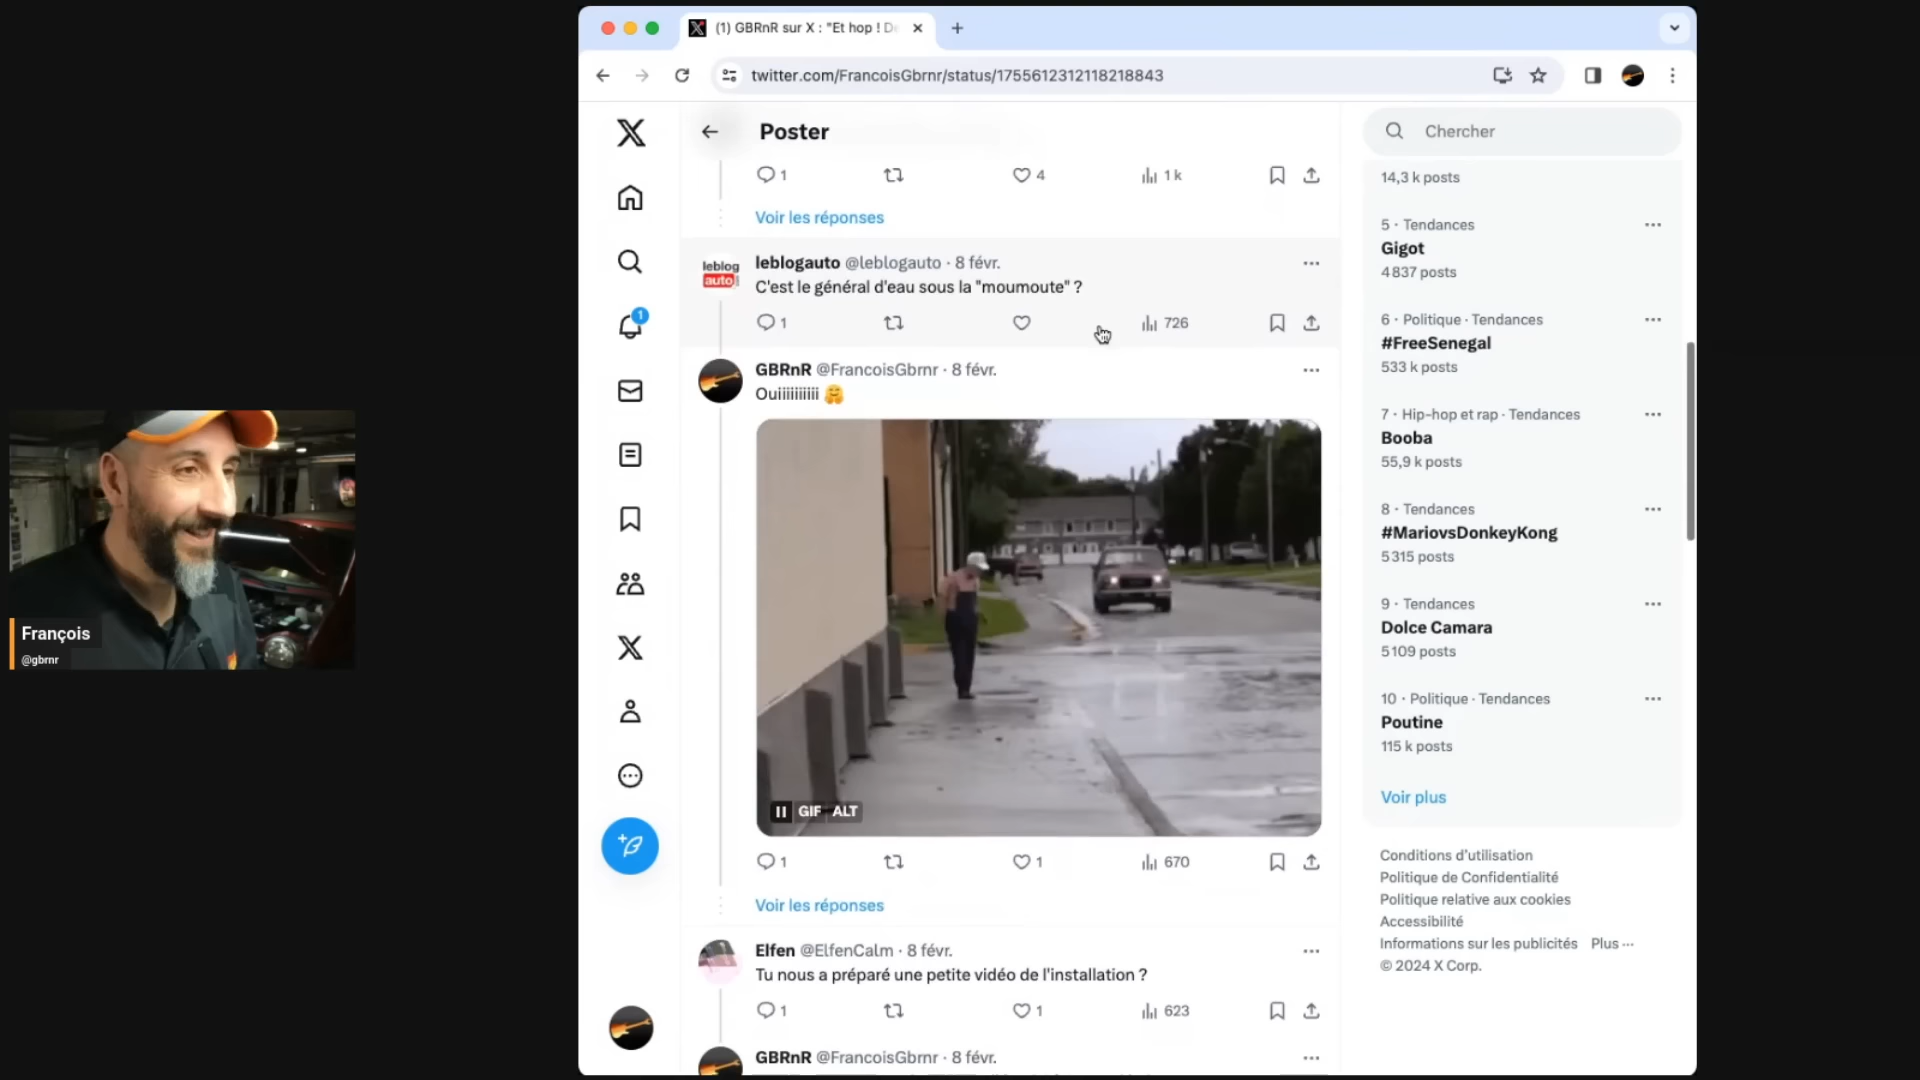 (1) GBRnR sur X : "Et hop ! De
twitter.com/FrancoisGbrnr/status/1755612312118218843
Poster
Chercher
1
4
1 k
Voir les réponses
leblog
auto
leblogauto @leblogauto · 8 févr.
C'est le général d'eau sous la "moumoute" ?
1
726
GBRnR @FrancoisGbrnr · 8 févr.
Ouiiiiiiiiii 🤗
GIF ALT
1
1
670
Voir les réponses
Elfen @ElfenCalm · 8 févr.
Tu nous a préparé une petite vidéo de l'installation ?
1
1
623
GBRnR @FrancoisGbrnr · 8 févr.
14,3 k posts
5 · Tendances
Gigot
4 837 posts
6 · Politique · Tendances
#FreeSenegal
533 k posts
7 · Hip-hop et rap · Tendances
Booba
55,9 k posts
8 · Tendances
#MariovsDonkeyKong
5 315 posts
9 · Tendances
Dolce Camara
5 109 posts
10 · Politique · Tendances
Poutine
115 k posts
Voir plus
Conditions d'utilisation
Politique de Confidentialité
Politique relative aux cookies
Accessibilité
Informations sur les publicités Plus ···
© 2024 X Corp.
1
François
@gbrnr